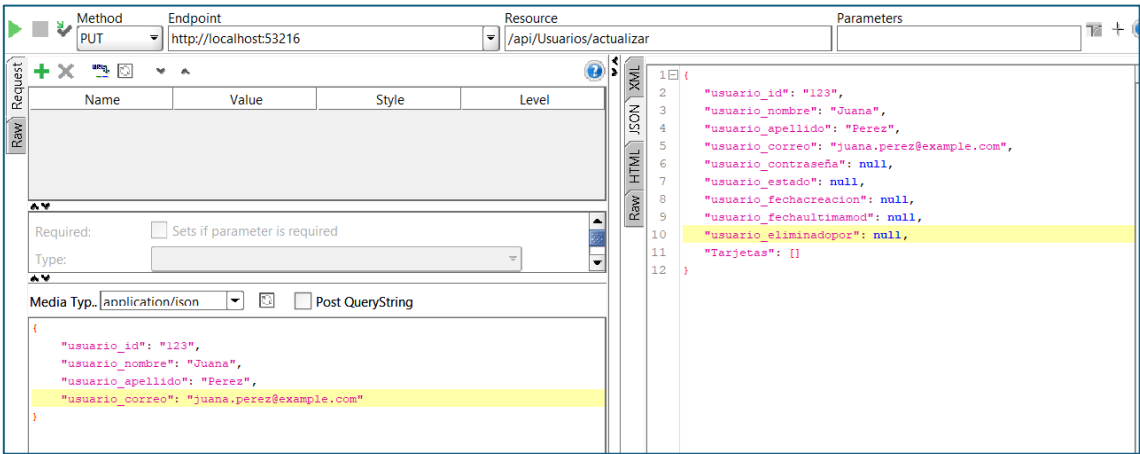 Method Endpoint Resource Parameters
PUT http://localhost:53216 /api/Usuarios/actualizar
Request
Raw
Name Value Style Level
Required: Sets if parameter is required
Type:
Media Typ.. application/json Post QueryString
{
"usuario_id": "123",
"usuario_nombre": "Juana",
"usuario_apellido": "Perez",
"usuario_correo": "juana.perez@example.com"
}
XML
JSON
HTML
Raw
1 {
2 "usuario_id": "123",
3 "usuario_nombre": "Juana",
4 "usuario_apellido": "Perez",
5 "usuario_correo": "juana.perez@example.com",
6 "usuario_contraseña": null,
7 "usuario_estado": null,
8 "usuario_fechacreacion": null,
9 "usuario_fechaultimamod": null,
10 "usuario_eliminadopor": null,
11 "Tarjetas": []
12 }